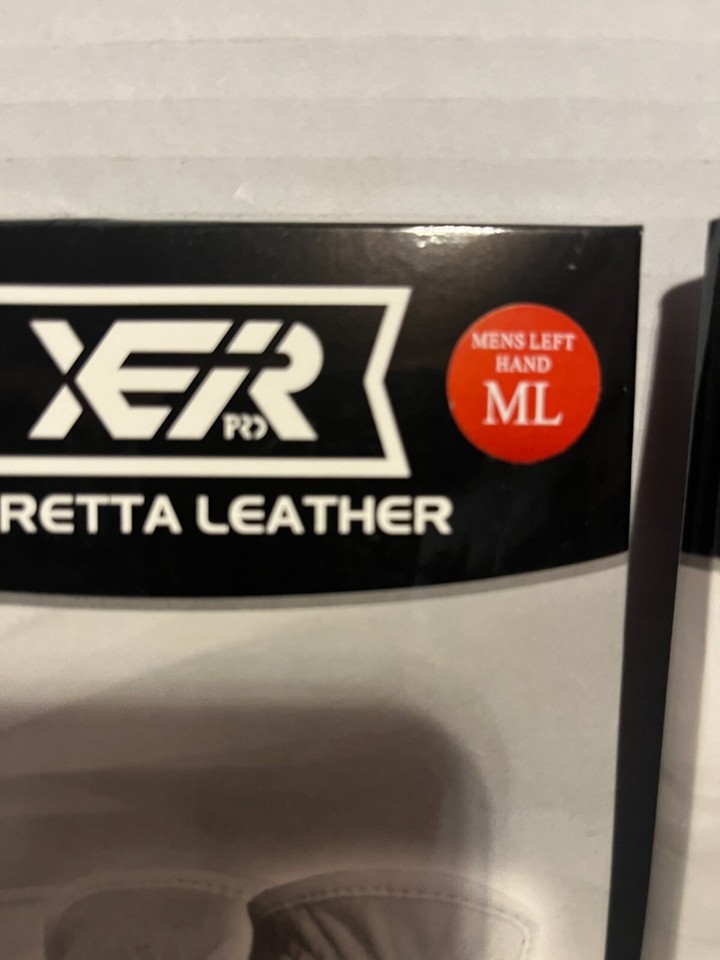 XER
PRO
MENS LEFT
HAND
ML
RETTA LEATHER